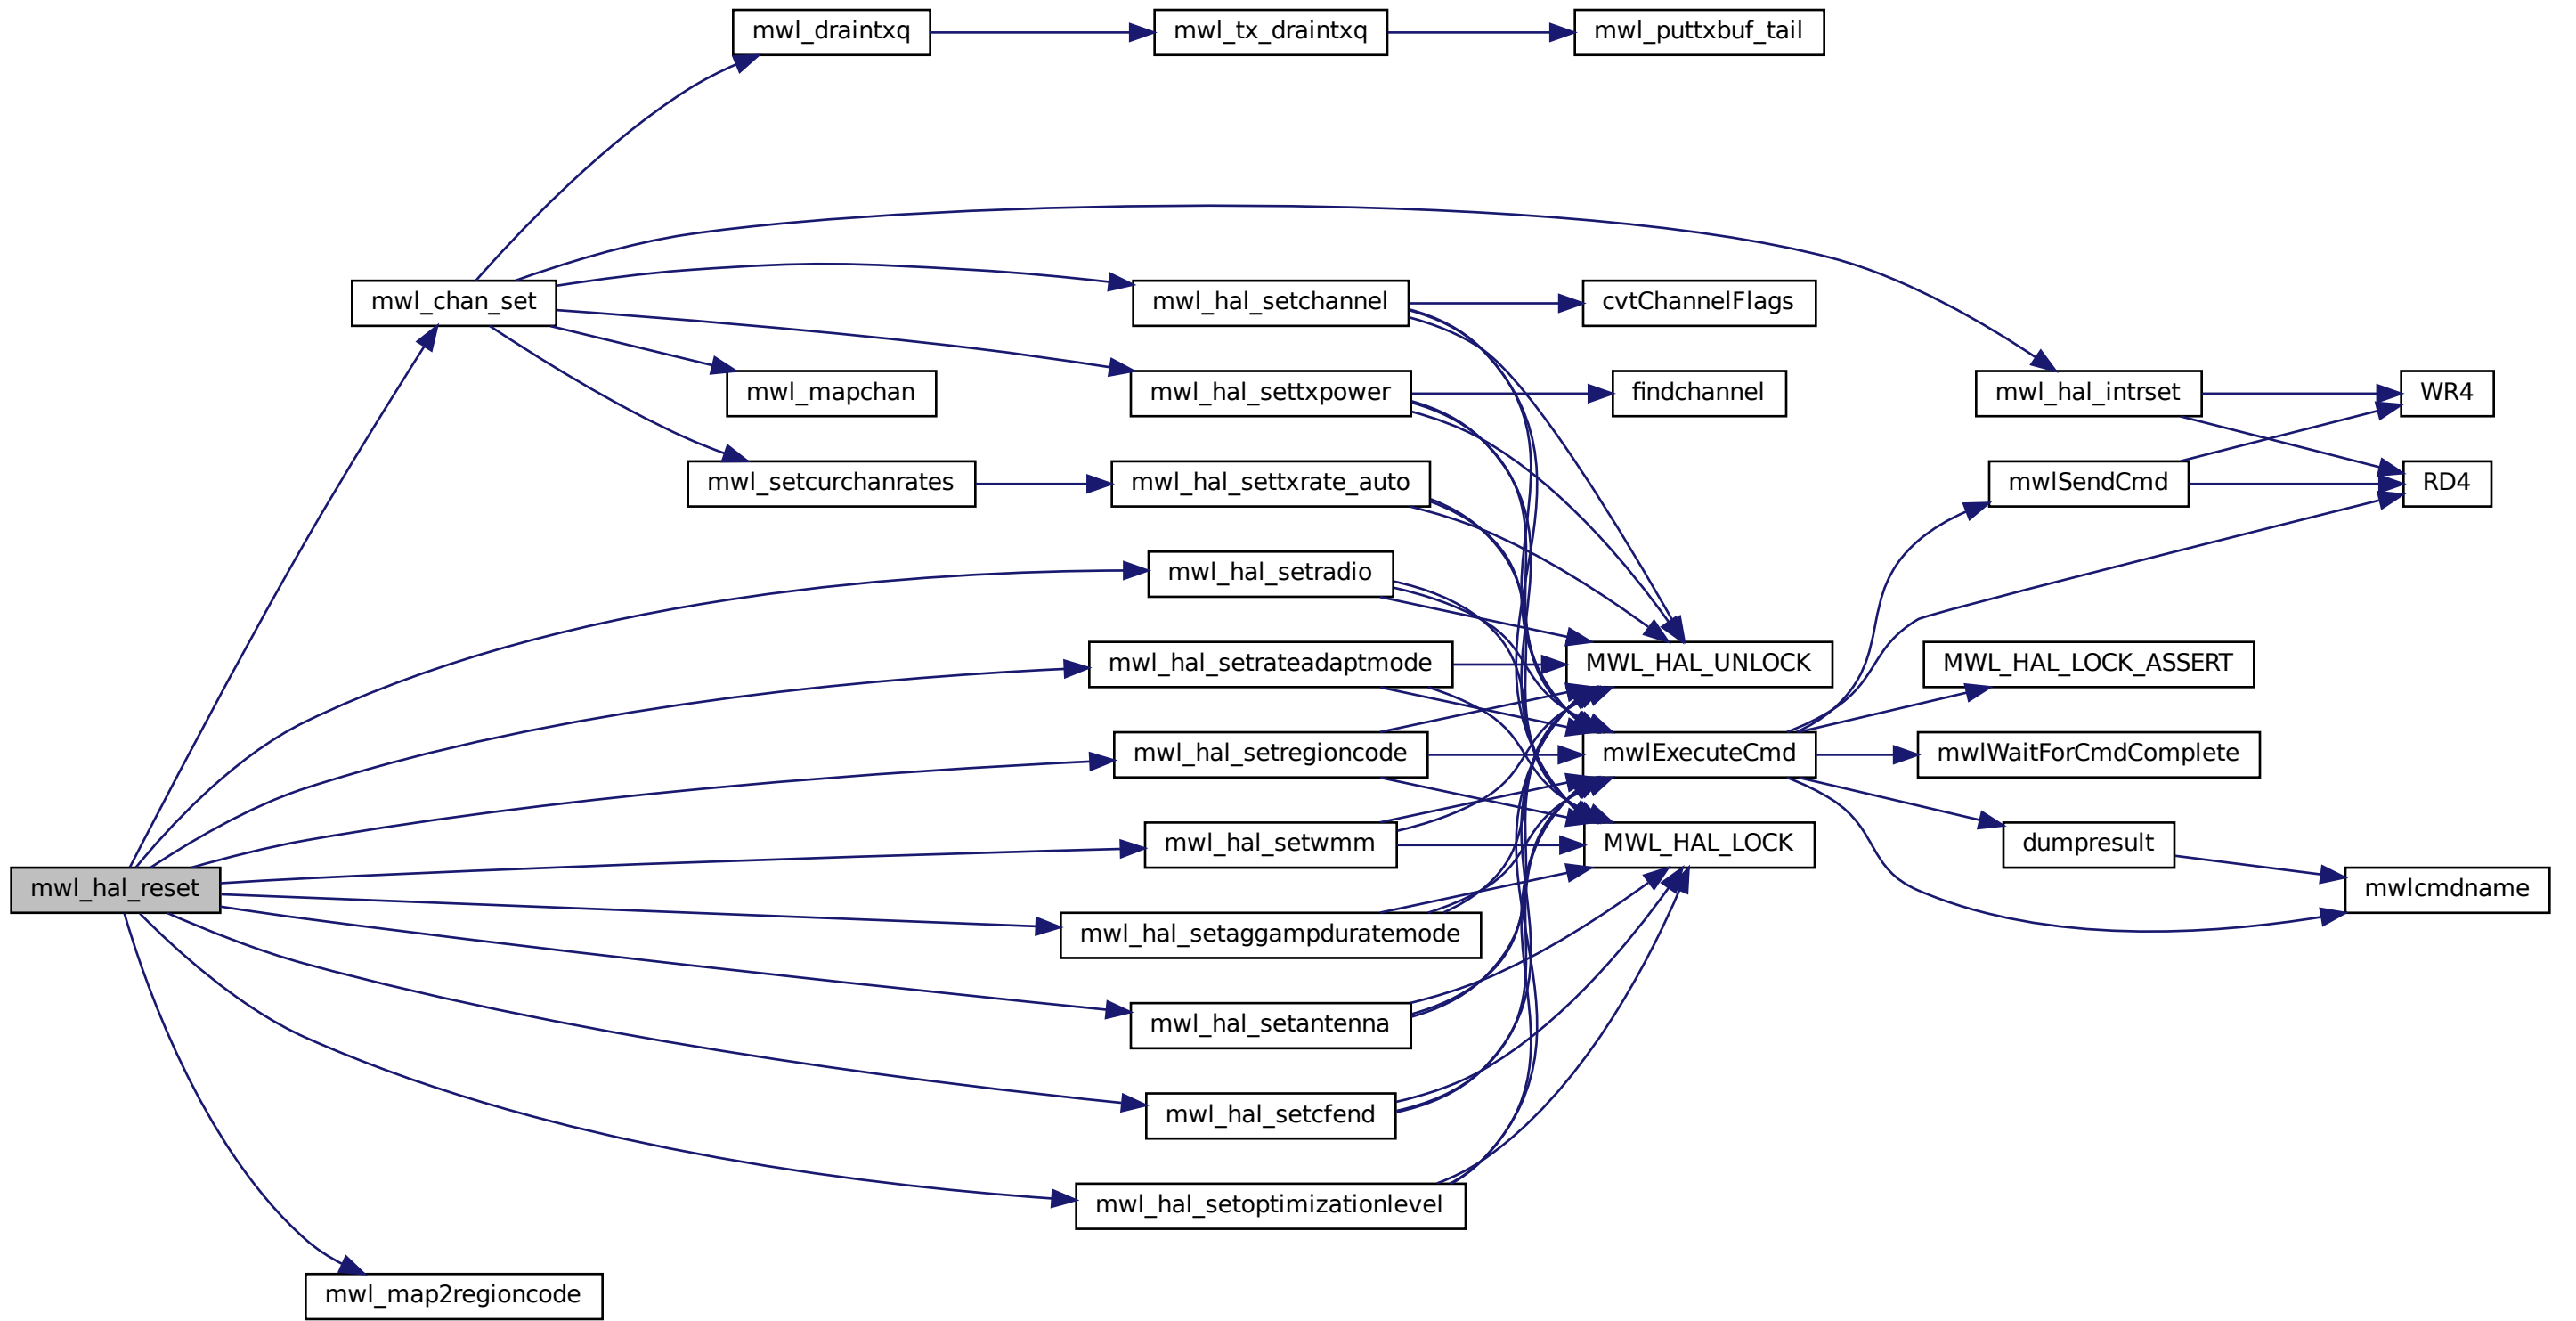 mwl_draintxq
mwl_tx_draintxq
mwl_puttxbuf_tail
mwl_chan_set
mwl_hal_setchannel
cvtChannelFlags
mwl_mapchan
mwl_hal_settxpower
findchannel
mwl_hal_intrset
WR4
mwl_setcurchanrates
mwl_hal_settxrate_auto
mwlSendCmd
RD4
mwl_hal_setradio
mwl_hal_setrateadaptmode
MWL_HAL_UNLOCK
MWL_HAL_LOCK_ASSERT
mwl_hal_setregioncode
mwlExecuteCmd
mwlWaitForCmdComplete
mwl_hal_setwmm
MWL_HAL_LOCK
dumpresult
mwl_hal_reset
mwlcmdname
mwl_hal_setaggampduratemode
mwl_hal_setantenna
mwl_hal_setcfend
mwl_hal_setoptimizationlevel
mwl_map2regioncode